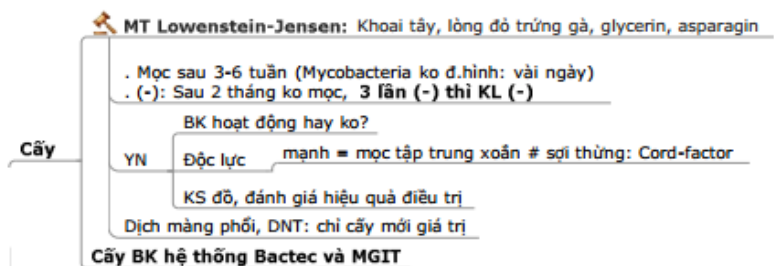 MT Lowenstein-Jensen: Khoai tây, lòng đỏ trứng gà, glycerin, asparagin
. Mọc sau 3-6 tuần (Mycobacteria ko đ.hình: vài ngày)
. (-): Sau 2 tháng ko mọc, 3 lần (-) thì KL (-)
Cấy
YN
BK hoạt động hay ko?
Độc lực
mạnh = mọc tập trung xoắn # sợi thừng: Cord-factor
KS đồ, đánh giá hiệu quả điều trị
Dịch màng phổi, DNT: chỉ cấy mới giá trị
Cấy BK hệ thống Bactec và MGIT